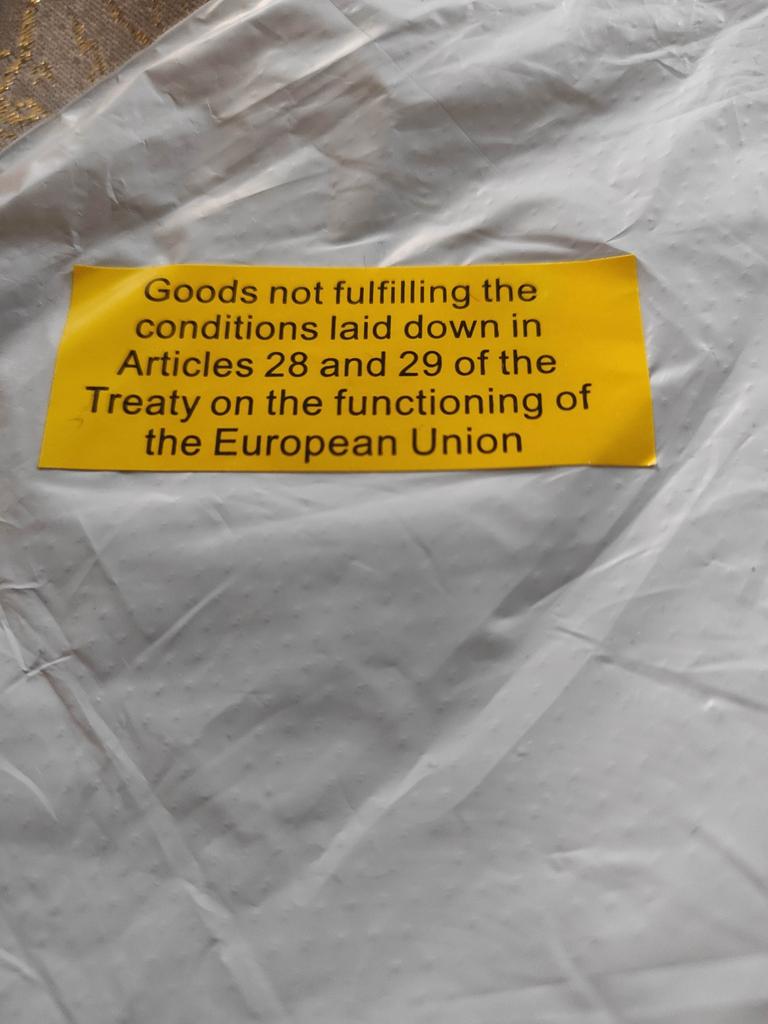 Goods not fulfilling the
conditions laid down in
Articles 28 and 29 of the
Treaty on the functioning of
the European Union